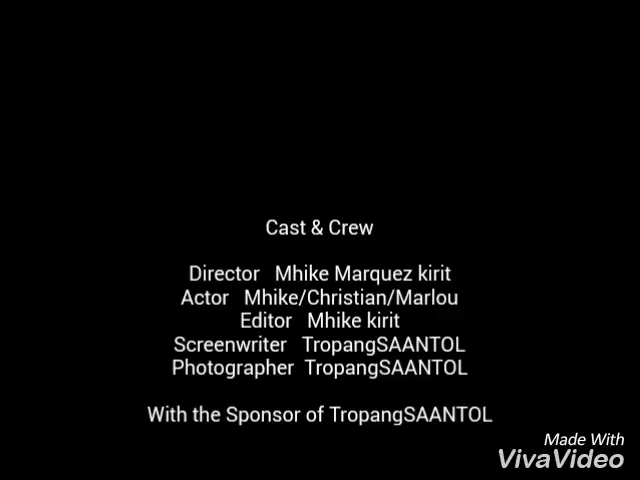 Cast & Crew
Director Mhike Marquez kirit
Actor Mhike/Christian/Marlou
Editor Mhike kirit
Screenwriter TropangSAANTOL
Photographer TropangSAANTOL
With the Sponsor of TropangSAANTOL
Made With
VivaVideo